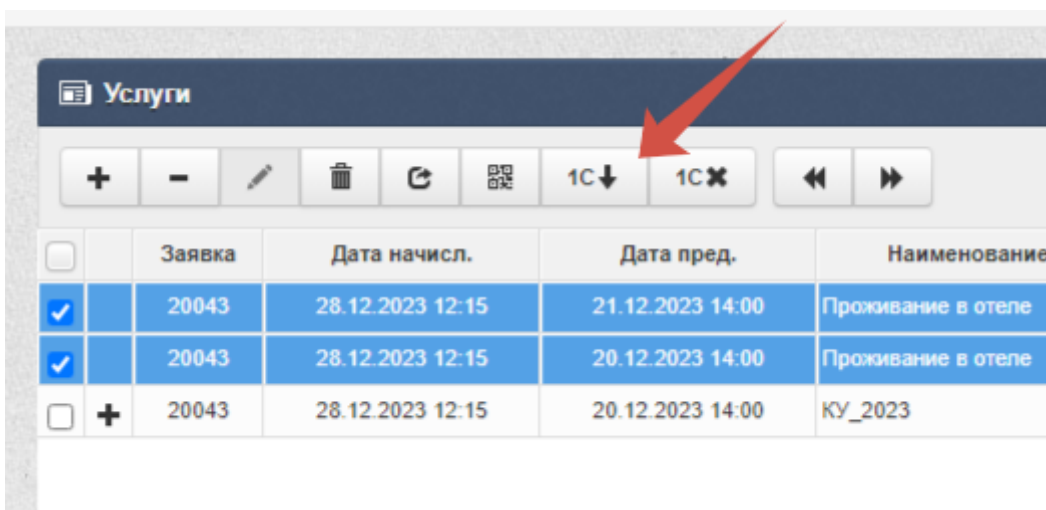 Услуги
1C 1C
Заявка Дата начисл. Дата пред. Наименование
20043 28.12.2023 12:15 21.12.2023 14:00 Проживание в отеле
20043 28.12.2023 12:15 20.12.2023 14:00 Проживание в отеле
20043 28.12.2023 12:15 20.12.2023 14:00 КУ_2023